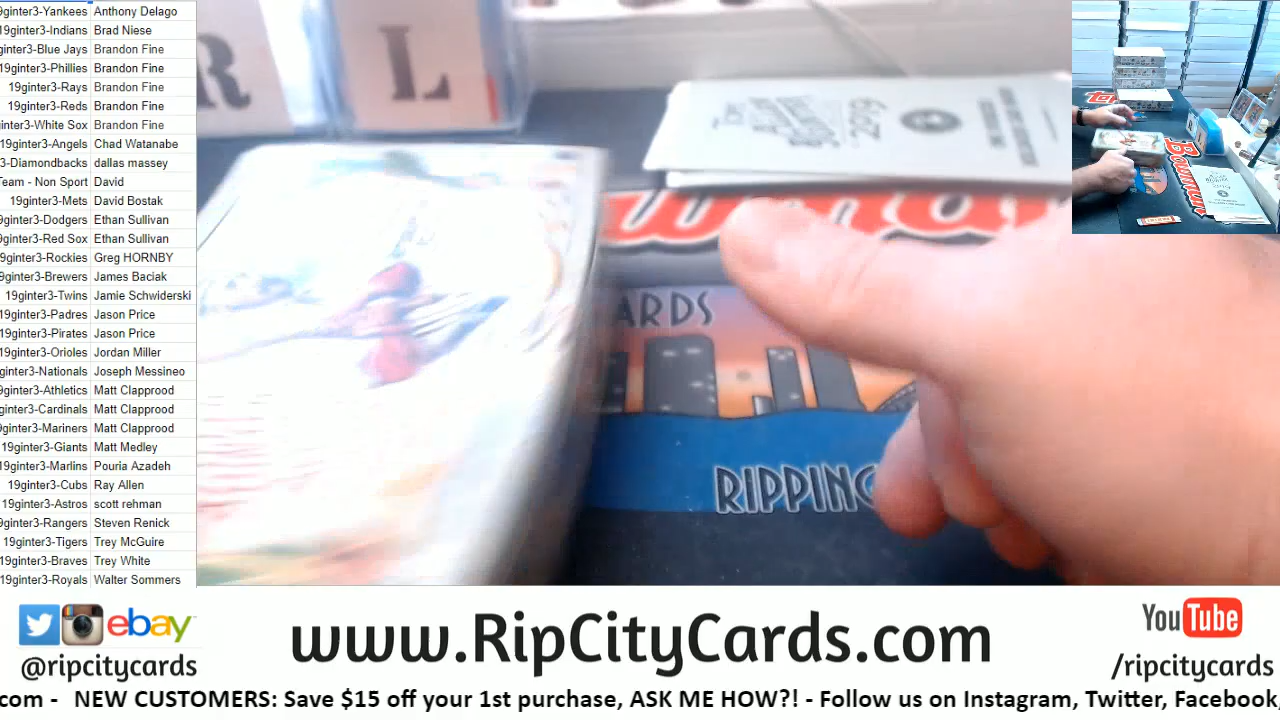 9ginter3-Yankees Anthony Delago
19ginter3-Indians Brad Niese
ginter3-Blue Jays Brandon Fine
19ginter3-Phillies Brandon Fine
19ginter3-Rays Brandon Fine
19ginter3-Reds Brandon Fine
inter3-White Sox Brandon Fine
19ginter3-Angels Chad Watanabe
3-Diamondbacks dallas massey
Team - Non Sport David
19ginter3-Mets David Bostak
9ginter3-Dodgers Ethan Sullivan
9ginter3-Red Sox Ethan Sullivan
9ginter3-Rockies Greg HORNBY
9ginter3-Brewers James Baciak
19ginter3-Twins Jamie Schwiderski
19ginter3-Padres Jason Price
19ginter3-Pirates Jason Price
19ginter3-Orioles Jordan Miller
9ginter3-Nationals Joseph Messineo
9ginter3-Athletics Matt Clapprood
ginter3-Cardinals Matt Clapprood
ginter3-Mariners Matt Clapprood
19ginter3-Giants Matt Medley
9ginter3-Marlins Pouria Azadeh
19ginter3-Cubs Ray Allen
19ginter3-Astros scott rehman
9ginter3-Rangers Steven Renick
19ginter3-Tigers Trey McGuire
19ginter3-Braves Trey White
19ginter3-Royals Walter Sommers
R L
ARDS
RIPPING
Bowman
ebay
@ripcitycards
www.RipCityCards.com
YouTube
/ripcitycards
.com - NEW CUSTOMERS: Save $15 off your 1st purchase, ASK ME HOW?! - Follow us on Instagram, Twitter, Facebook,